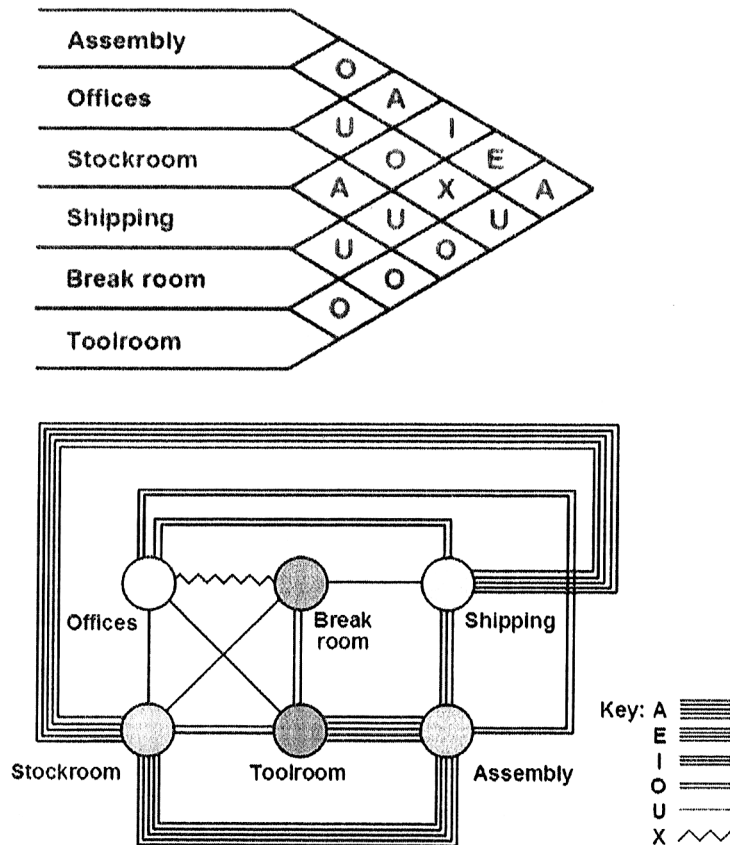 Assembly
O
Offices A
U I
Stockroom O E
A X A
Shipping U U
U O
Break room O
O
Toolroom
Offices
Break
room
Shipping
Stockroom
Toolroom
Assembly
Key: A
E
I
O
U
X